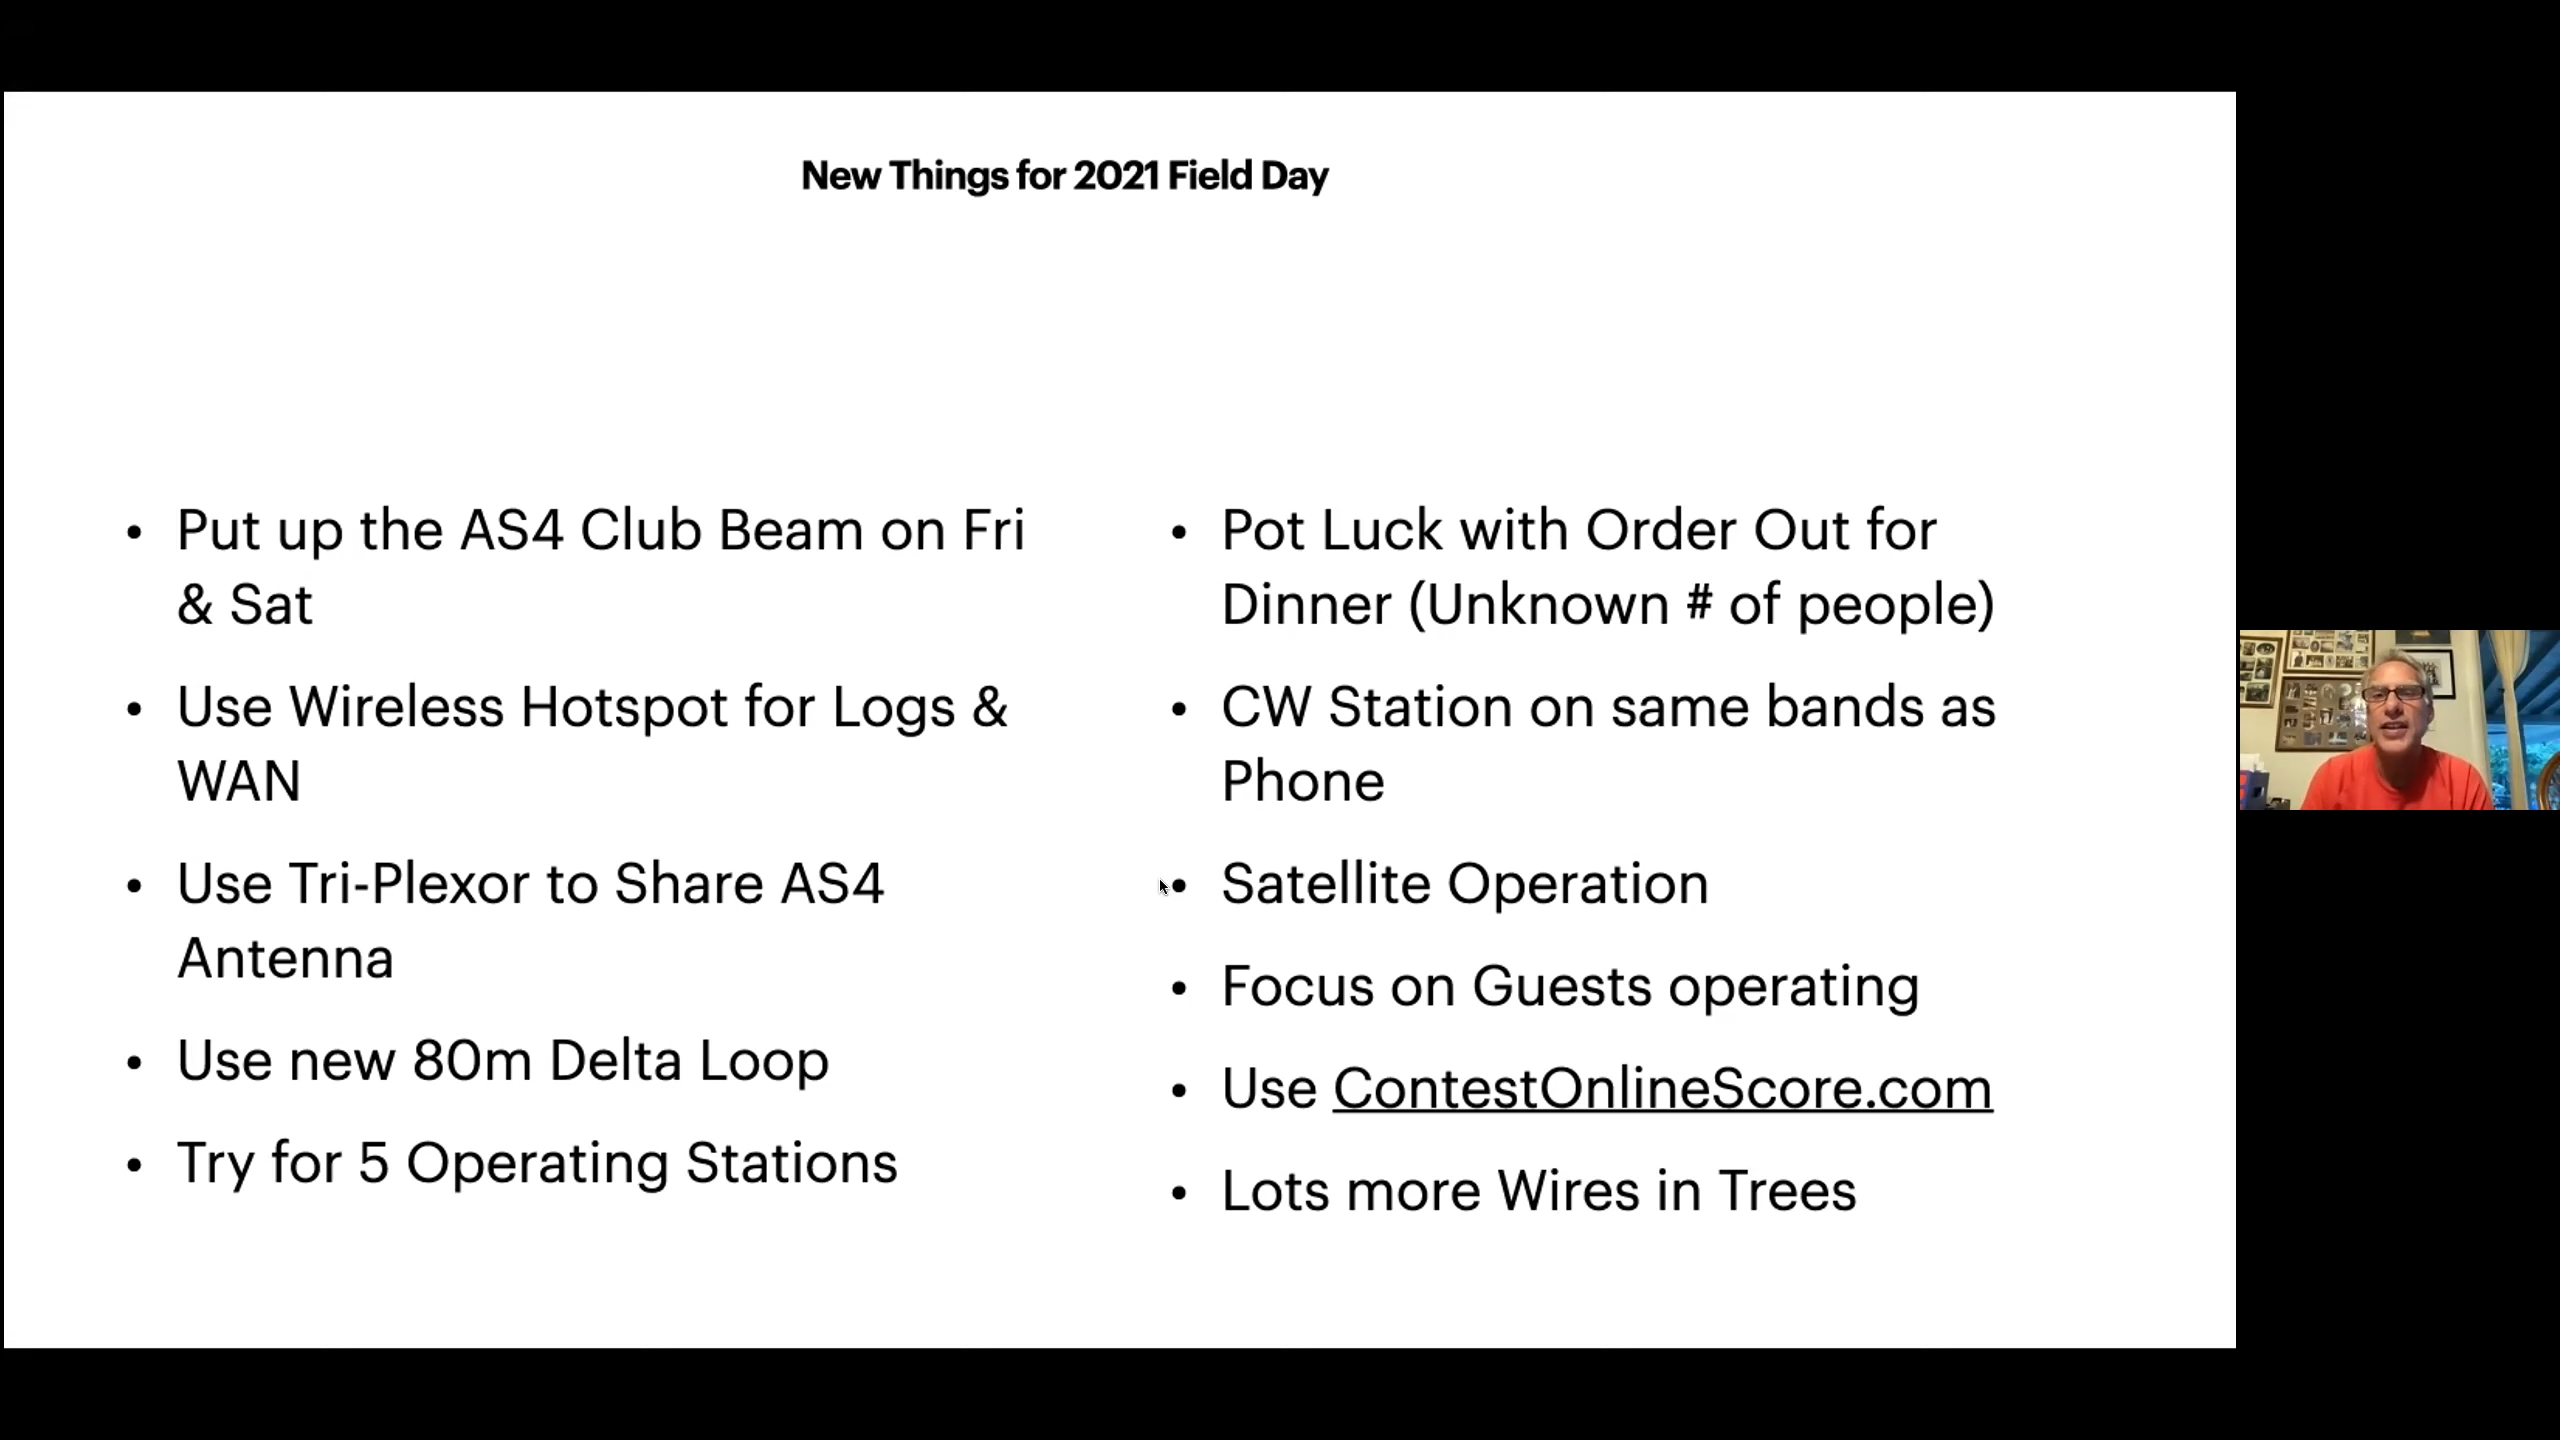 New Things for 2021 Field Day
• Put up the AS4 Club Beam on Fri
& Sat
• Use Wireless Hotspot for Logs &
WAN
• Use Tri-Plexor to Share AS4
Antenna
• Use new 80m Delta Loop
• Try for 5 Operating Stations
• Pot Luck with Order Out for
Dinner (Unknown # of people)
• CW Station on same bands as
Phone
• Satellite Operation
• Focus on Guests operating
• Use ContestOnlineScore.com
• Lots more Wires in Trees